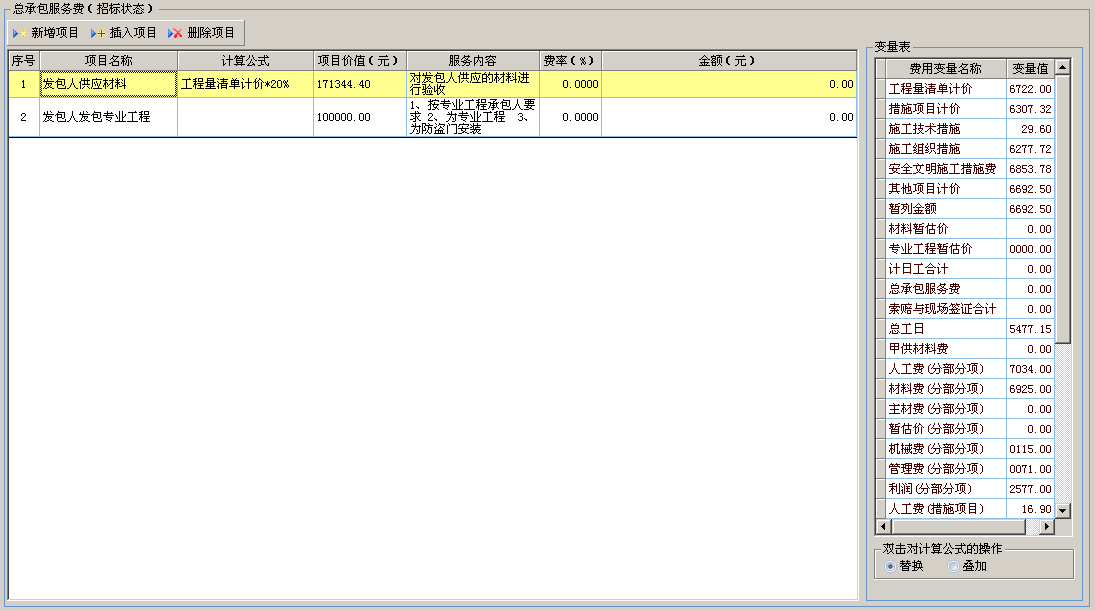 总承包服务费(招标状态)
新增项目 插入项目 删除项目
序号 项目名称 计算公式 项目价值(元) 服务内容 费率(%) 金额(元)
1 发包人供应材料 工程量清单计价*20% 171344.40 对发包人供应的材料进
行验收 0.0000 0.00
2 发包人发包专业工程 100000.00 1、按专业工程承包人要
求 2、为专业工程 3、
为防盗门安装 0.0000 0.00
变量表
费用变量名称 变量值
工程量清单计价 6722.00
措施项目计价 6307.32
施工技术措施 29.60
施工组织措施 6277.72
安全文明施工措施费 6853.78
其他项目计价 6692.50
暂列金额 6692.50
材料暂估价 0.00
专业工程暂估价 0000.00
计日工合计 0.00
总承包服务费 0.00
索赔与现场签证合计 0.00
总工日 5477.15
甲供材料费 0.00
人工费(分部分项) 7034.00
材料费(分部分项) 6925.00
主材费(分部分项) 0.00
暂估价(分部分项) 0.00
机械费(分部分项) 0115.00
管理费(分部分项) 0071.00
利润(分部分项) 2577.00
人工费(措施项目) 16.90
双击对计算公式的操作
替换 叠加